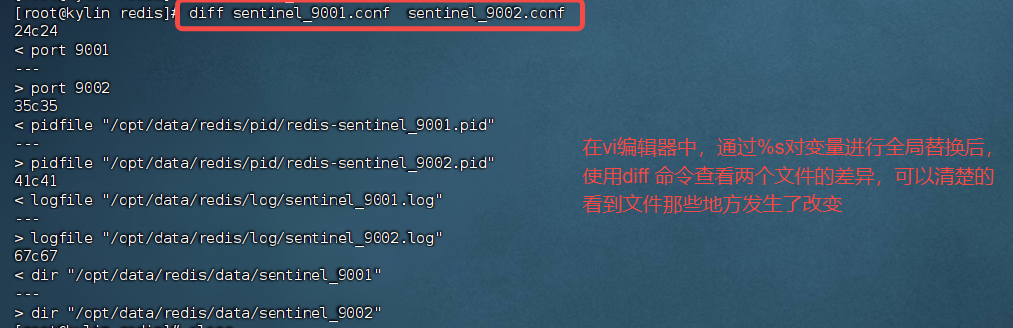 [root@kylin redis]# diff sentinel_9001.conf  sentinel_9002.conf
24c24
< port 9001
---
> port 9002
35c35
< pidfile "/opt/data/redis/pid/redis-sentinel_9001.pid"
---
> pidfile "/opt/data/redis/pid/redis-sentinel_9002.pid"
41c41
< logfile "/opt/data/redis/log/sentinel_9001.log"
---
> logfile "/opt/data/redis/log/sentinel_9002.log"
67c67
< dir "/opt/data/redis/data/sentinel_9001"
---
> dir "/opt/data/redis/data/sentinel_9002"
在vi编辑器中，通过%s对变量进行全局替换后，
使用diff 命令查看两个文件的差异，可以清楚的
看到文件那些地方发生了改变